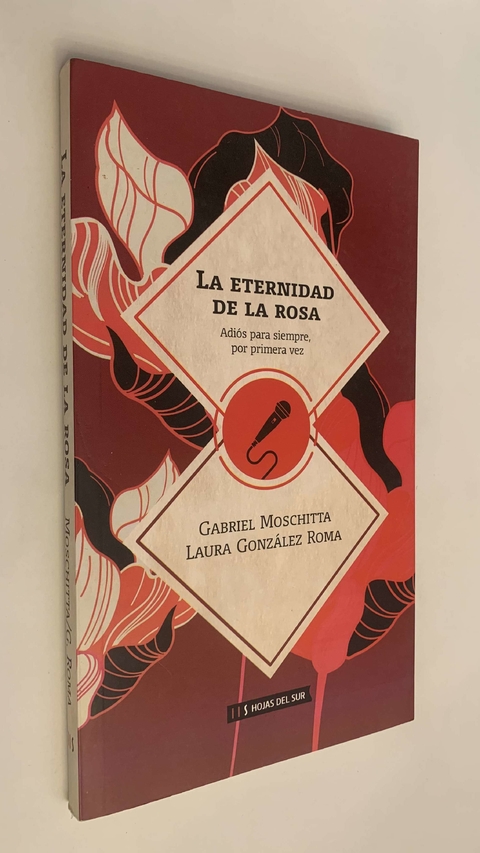 LA ETERNIDAD
DE LA ROSA
Adiós para siempre,
por primera vez
GABRIEL MOSCHITTA
LAURA GONZÁLEZ ROMA
HOJAS DEL SUR
LA ETERNIDAD DE LA ROSA
MOSCHITTA/G. ROMA